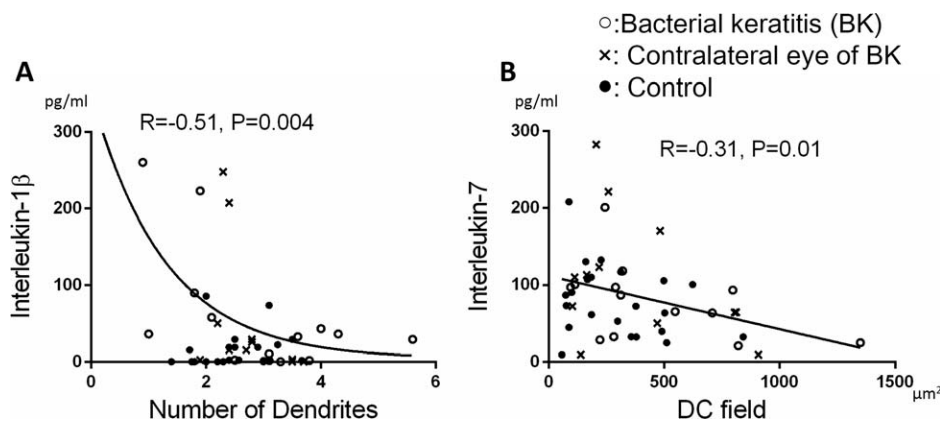 ○:Bacterial keratitis (BK)
×: Contralateral eye of BK
●: Control
A
pg/ml
R=-0.51, P=0.004
Interleukin-1β
300
200
100
0
0 2 4 6
Number of Dendrites
B
pg/ml
R=-0.31, P=0.01
Interleukin-7
300
200
100
0
0 500 1000 1500
μm²
DC field